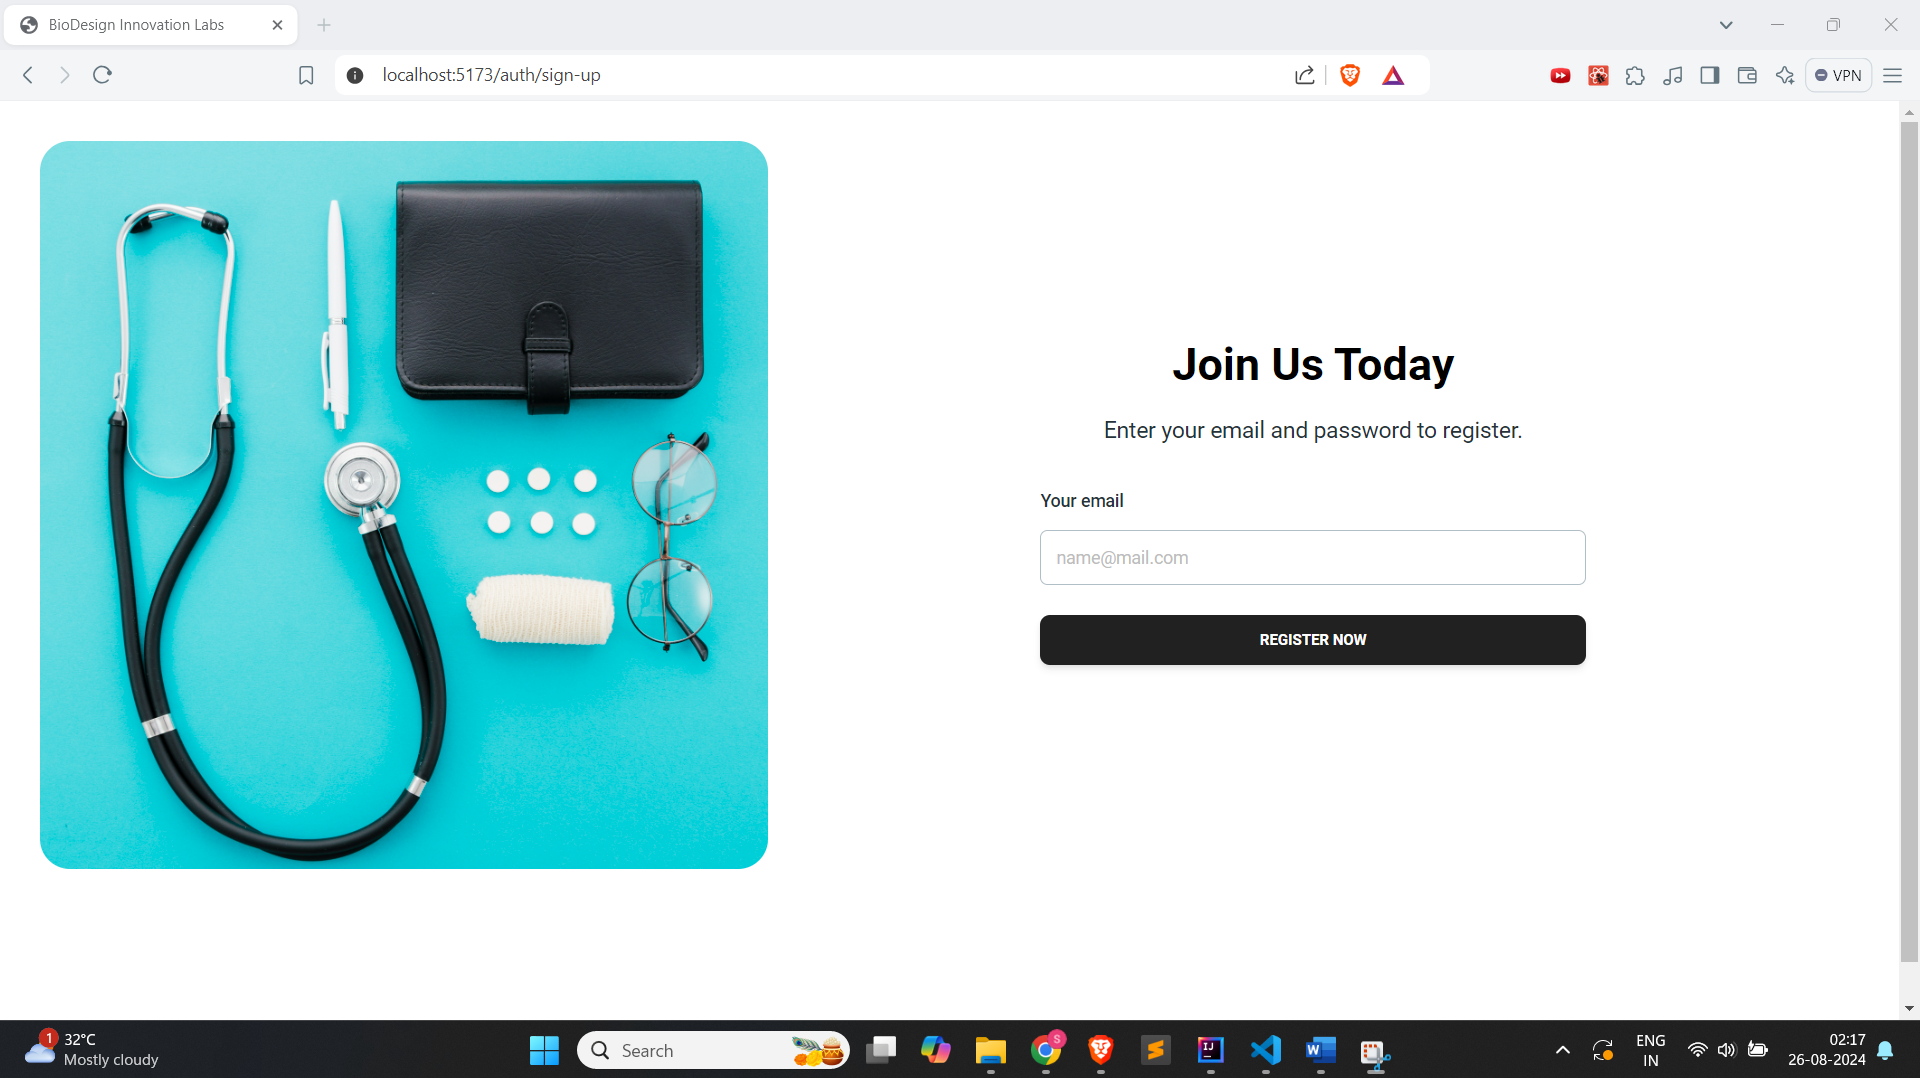 BioDesign Innovation Labs
localhost:5173/auth/sign-up
VPN
Join Us Today
Enter your email and password to register.
Your email
name@mail.com
REGISTER NOW
1
32°C
Mostly cloudy
Search
S
IJ
W
ENG
IN
02:17
26-08-2024